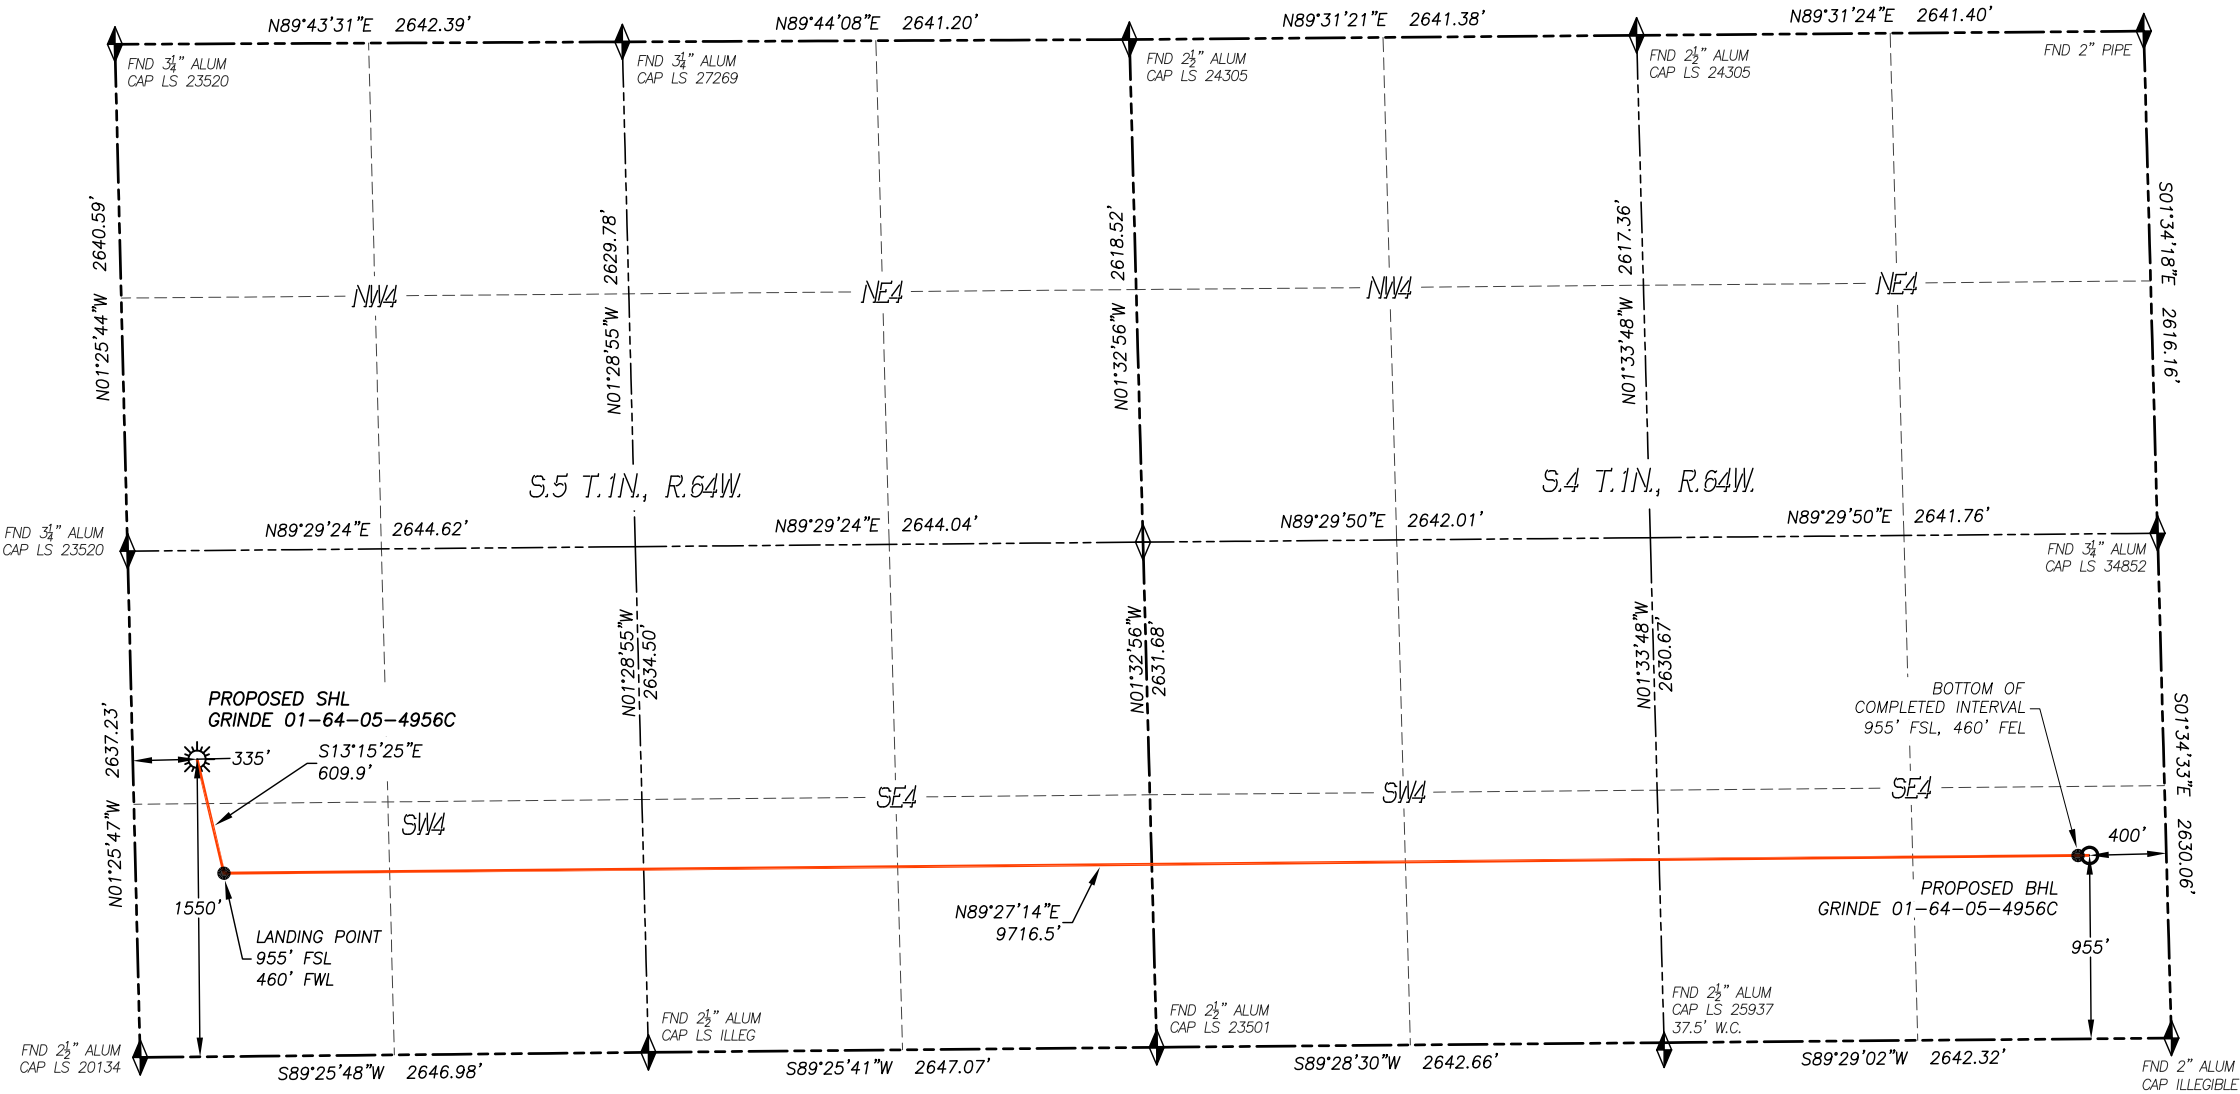 N89°43'31"E 2642.39'
N89°44'08"E 2641.20'
N89°31'21"E 2641.38'
N89°31'24"E 2641.40'
FND 3¼" ALUM
CAP LS 23520
FND 3¼" ALUM
CAP LS 27269
FND 2½" ALUM
CAP LS 24305
FND 2½" ALUM
CAP LS 24305
FND 2" PIPE
N01°25'44"W 2640.59'
N01°28'55"W 2629.78'
N01°32'56"W 2618.52'
N01°33'48"W 2617.36'
S01°34'18"E 2616.16'
NW4
NE4
NW4
NE4
S.5 T.1N., R.64W.
S.4 T.1N., R.64W.
FND 3¼" ALUM
CAP LS 23520
N89°29'24"E 2644.62'
N89°29'24"E 2644.04'
N89°29'50"E 2642.01'
N89°29'50"E 2641.76'
FND 3¼" ALUM
CAP LS 34852
N01°25'47"W 2637.23'
N01°28'55"W
2634.50'
N01°32'56"W
2631.68'
N01°33'48"W
2630.67'
S01°34'33"E 2630.06'
PROPOSED SHL
GRINDE 01-64-05-4956C
335'
S13°15'25"E
609.9'
BOTTOM OF
COMPLETED INTERVAL
955' FSL, 460' FEL
SW4
SE4
SW4
SE4
400'
1550'
LANDING POINT
955' FSL
460' FWL
N89°27'14"E
9716.5'
PROPOSED BHL
GRINDE 01-64-05-4956C
955'
FND 2½" ALUM
CAP LS 20134
FND 2½" ALUM
CAP LS ILLEG
FND 2½" ALUM
CAP LS 23501
FND 2½" ALUM
CAP LS 25937
37.5' W.C.
FND 2" ALUM
CAP ILLEGIBLE
S89°25'48"W 2646.98'
S89°25'41"W 2647.07'
S89°28'30"W 2642.66'
S89°29'02"W 2642.32'